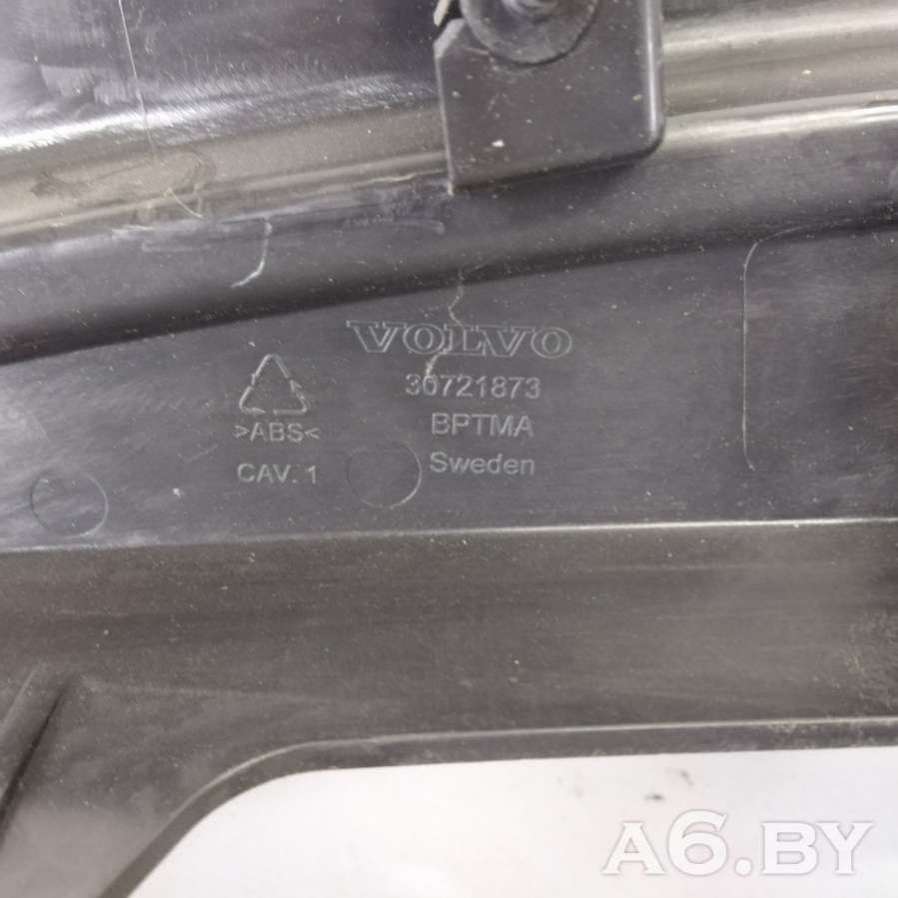 VOLVO
30721873
>ABS<
BPTMA
CAV. 1
Sweden
A6.BY